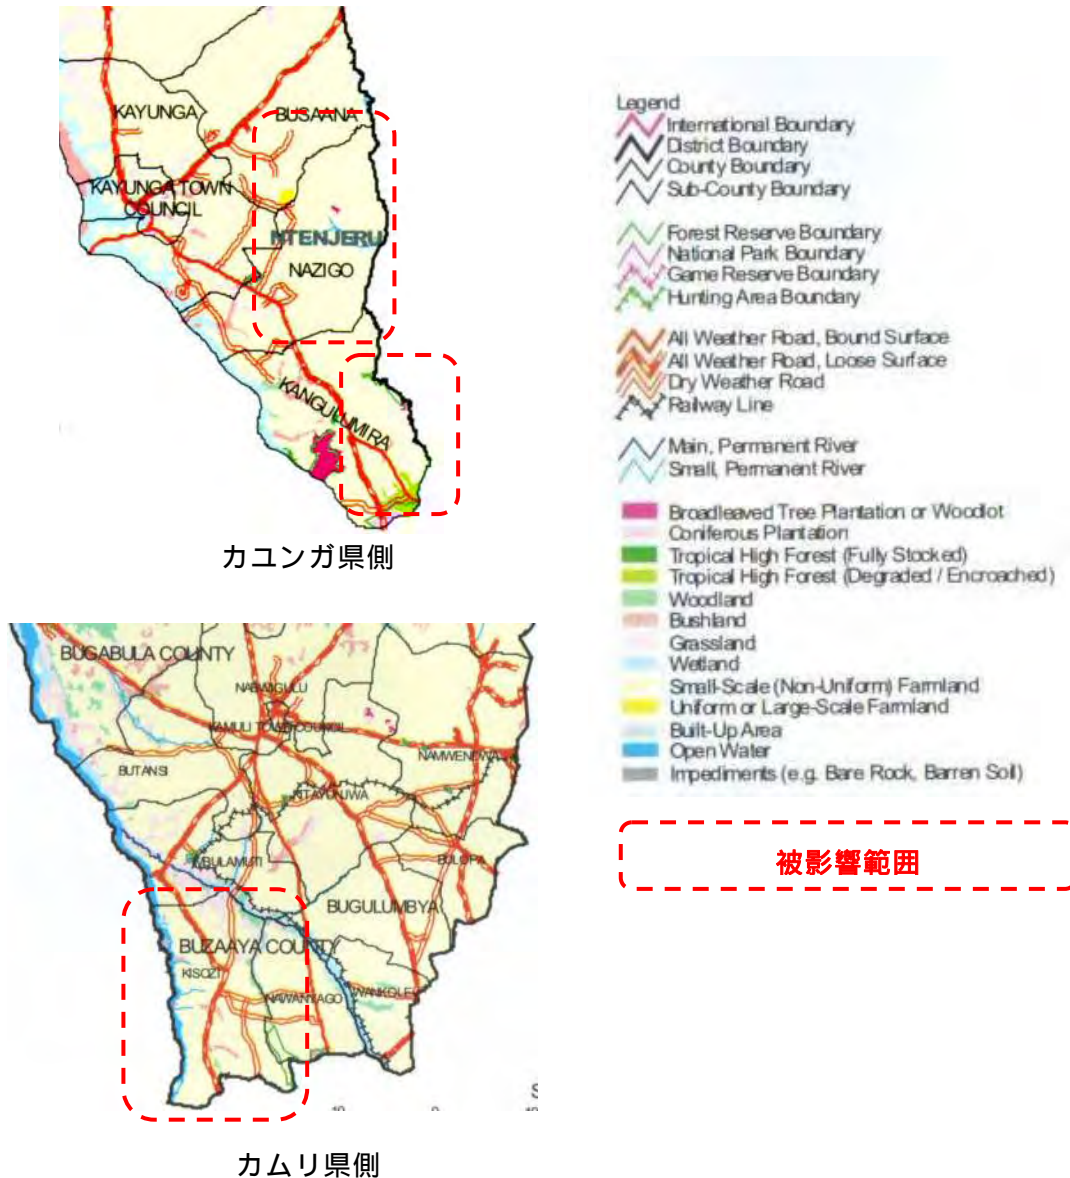 KAYUNGA
BUSAANA
KAYUNGA TOWN
COUNCIL
NTENJERU
NAZIGO
KANGULUMIRA
カユンガ県側
BUGABULA COUNTY
NABWIGULU
KAMULI TOWN COUNCIL
NAMWENDWA
BUTANSI
KITAYUNJWA
BULAMUTI
BULOPA
BUGULUMBYA
BUZAAYA COUNTY
KISOZI
NAWANYAGO
WANKOLE
カムリ県側
Legend
International Boundary
District Boundary
County Boundary
Sub-County Boundary
Forest Reserve Boundary
National Park Boundary
Game Reserve Boundary
Hunting Area Boundary
All Weather Road, Bound Surface
All Weather Road, Loose Surface
Dry Weather Road
Railway Line
Main, Permanent River
Small, Permanent River
Broadleaved Tree Plantation or Woodlot
Coniferous Plantation
Tropical High Forest (Fully Stocked)
Tropical High Forest (Degraded / Encroached)
Woodland
Bushland
Grassland
Wetland
Small-Scale (Non-Uniform) Farmland
Uniform or Large-Scale Farmland
Built-Up Area
Open Water
Impediments (e.g. Bare Rock, Barren Soil)
被影響範囲